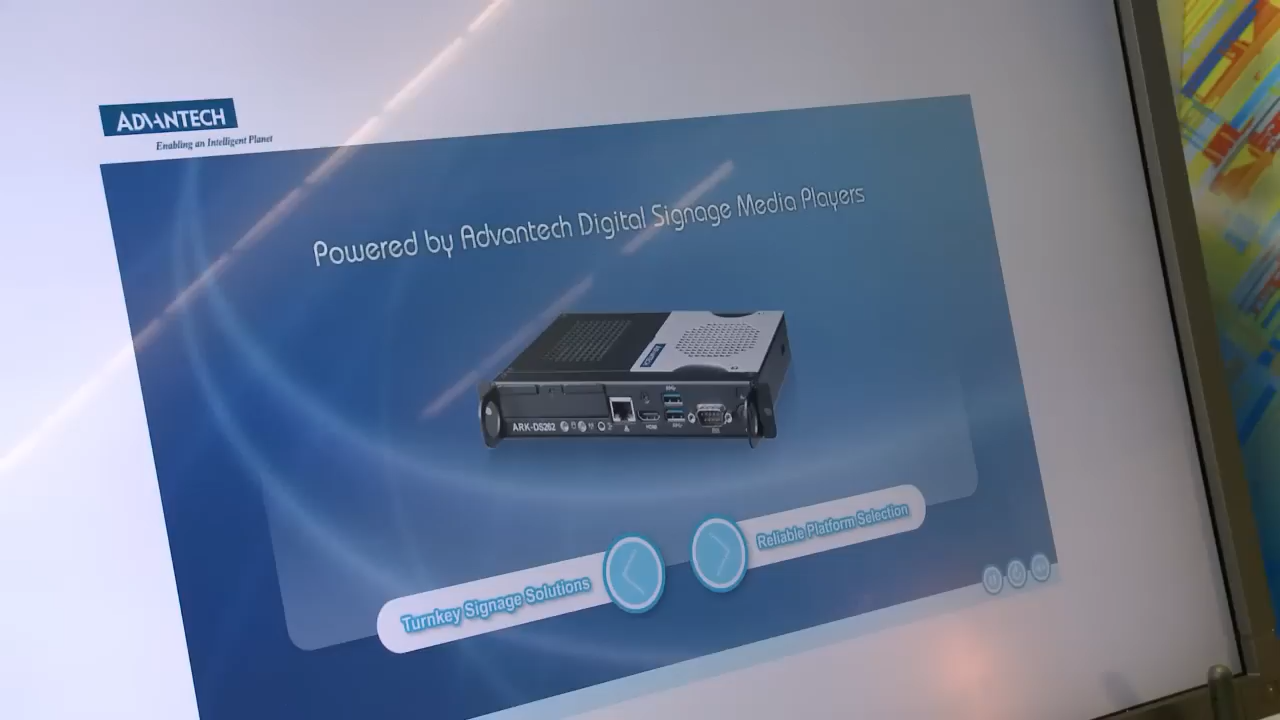 ADVANTECH
Enabling an Intelligent Planet
Powered by Advantech Digital Signage Media Players
ADVANTECH
ARK-DS262
HDMI
Turnkey Signage Solutions
Reliable Platform Selection